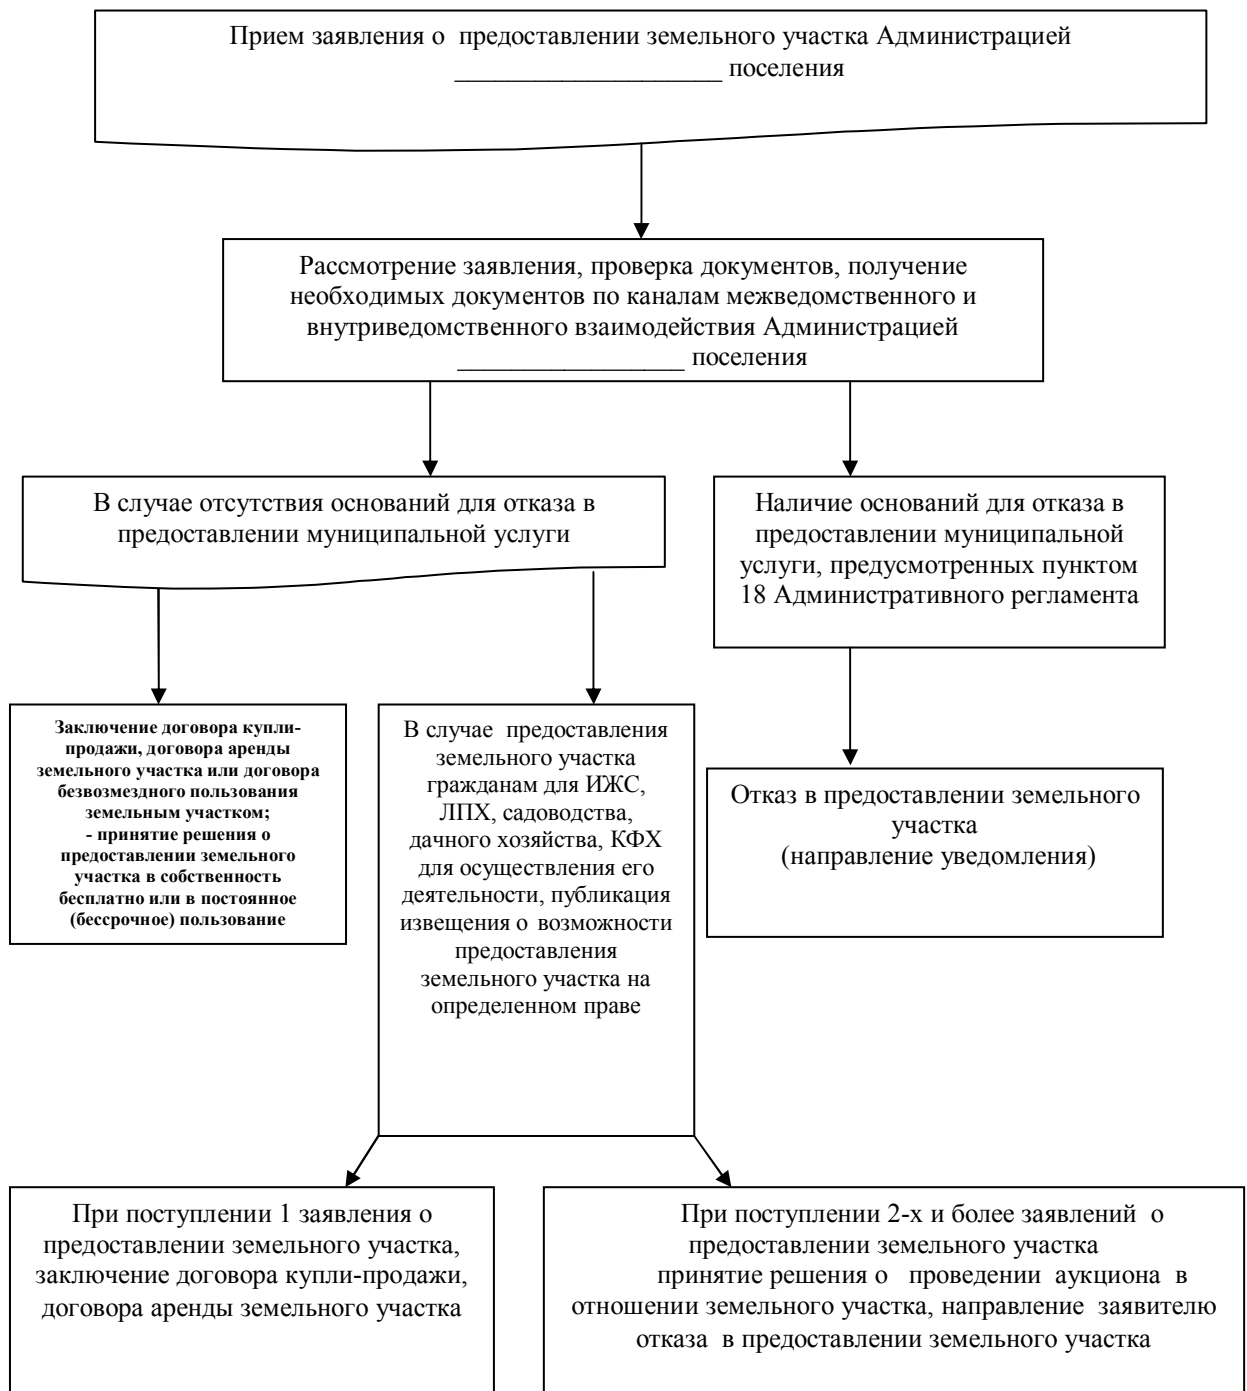 Прием заявления о предоставлении земельного участка Администрацией
____________________ поселения
Рассмотрение заявления, проверка документов, получение
необходимых документов по каналам межведомственного и
внутриведомственного взаимодействия Администрацией
_________________ поселения
В случае отсутствия оснований для отказа в
предоставлении муниципальной услуги
Наличие оснований для отказа в
предоставлении муниципальной
услуги, предусмотренных пунктом
18 Административного регламента
Заключение договора купли-
продажи, договора аренды
земельного участка или договора
безвозмездного пользования
земельным участком;
- принятие решения о
предоставлении земельного
участка в собственность
бесплатно или в постоянное
(бессрочное) пользование
В случае предоставления
земельного участка
гражданам для ИЖС,
ЛПХ, садоводства,
дачного хозяйства, КФХ
для осуществления его
деятельности, публикация
извещения о возможности
предоставления
земельного участка на
определенном праве
Отказ в предоставлении земельного
участка
(направление уведомления)
При поступлении 1 заявления о
предоставлении земельного участка,
заключение договора купли-продажи,
договора аренды земельного участка
При поступлении 2-х и более заявлений о
предоставлении земельного участка
принятие решения о проведении аукциона в
отношении земельного участка, направление заявителю
отказа в предоставлении земельного участка